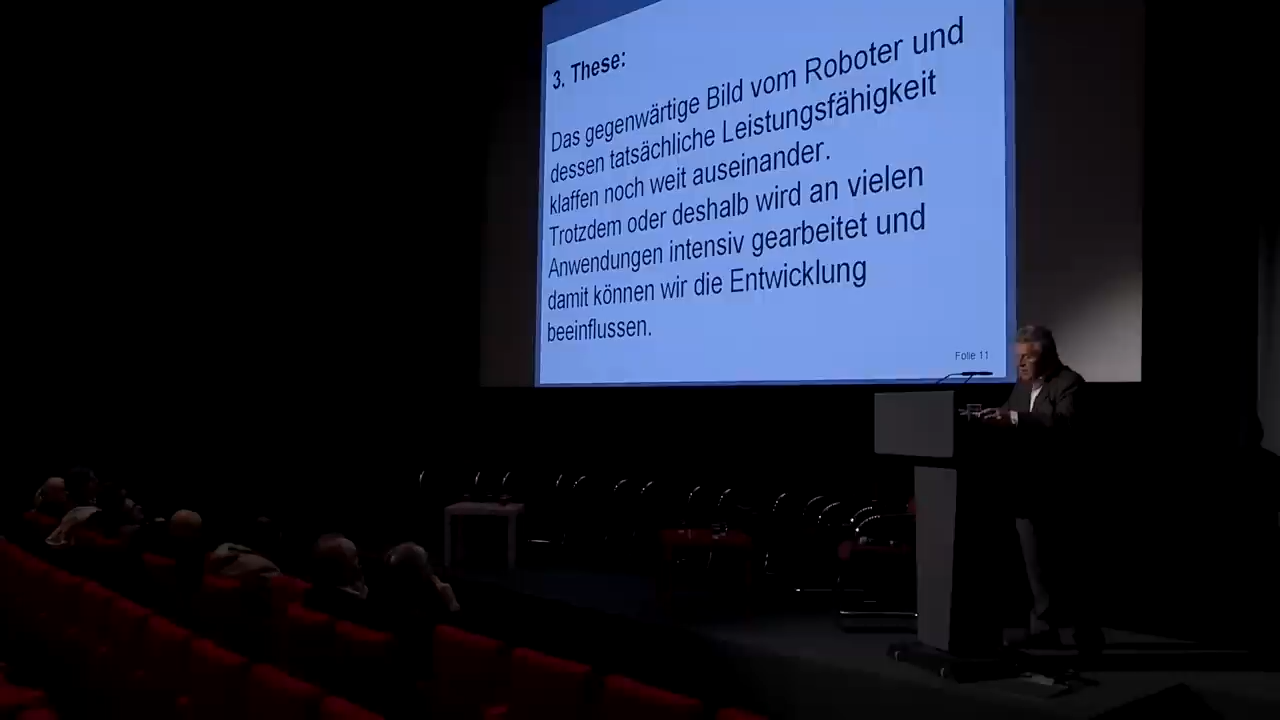 3. These:
Das gegenwärtige Bild vom Roboter und
dessen tatsächliche Leistungsfähigkeit
klaffen noch weit auseinander.
Trotzdem oder deshalb wird an vielen
Anwendungen intensiv gearbeitet und
damit können wir die Entwicklung
beeinflussen.
Folie 11